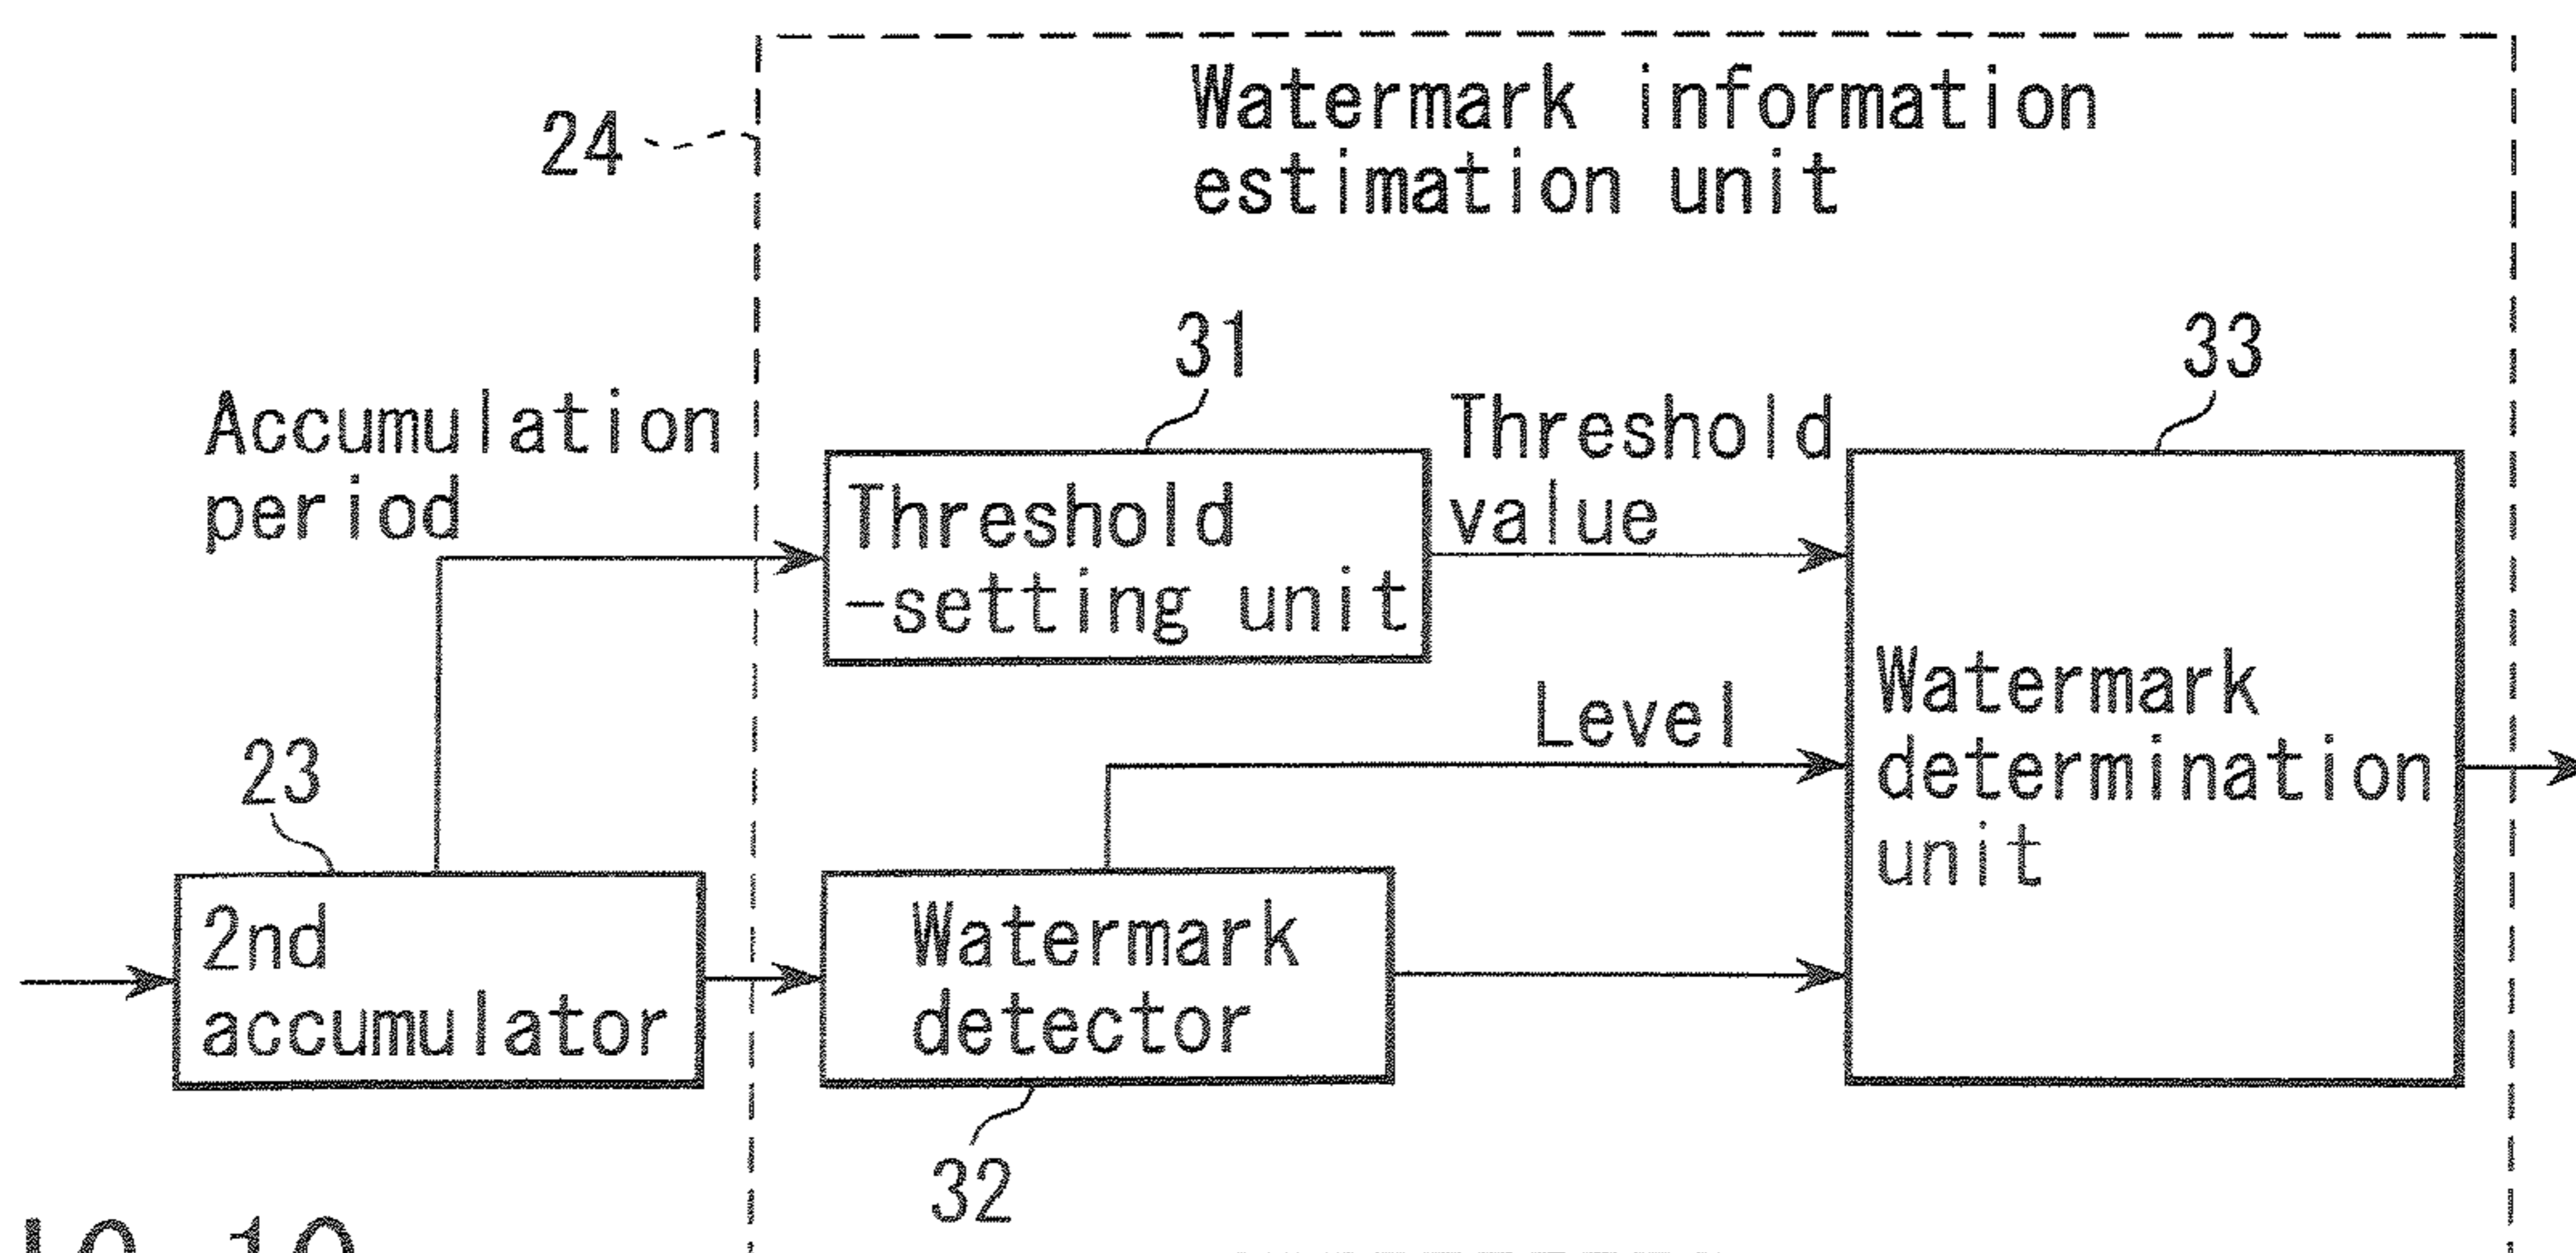 Watermark information
estimation unit
24
31
33
Accumulation
period
Threshold
value
Threshold
-setting unit
Level
Watermark
determination
unit
23
2nd
accumulator
Watermark
detector
32